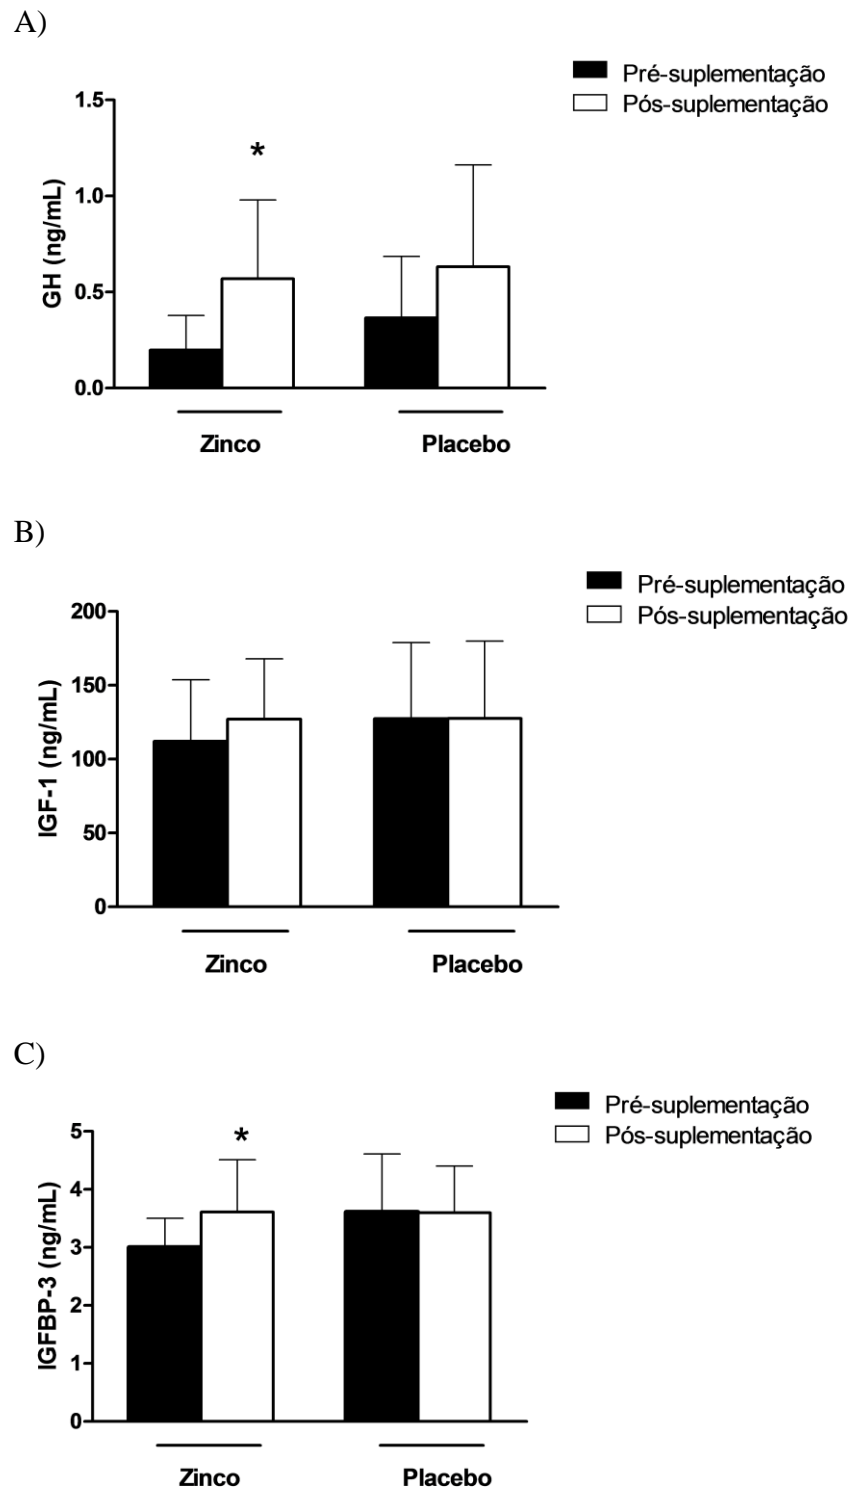 A)
Pré-suplementação
Pós-suplementação
1.5
*
1.0
GH (ng/mL)
0.5
0.0
Zinco Placebo
B)
Pré-suplementação
Pós-suplementação
200
150
IGF-1 (ng/mL)
100
50
0
Zinco Placebo
C)
Pré-suplementação
Pós-suplementação
5
*
4
IGFBP-3 (ng/mL)
3
2
1
0
Zinco Placebo